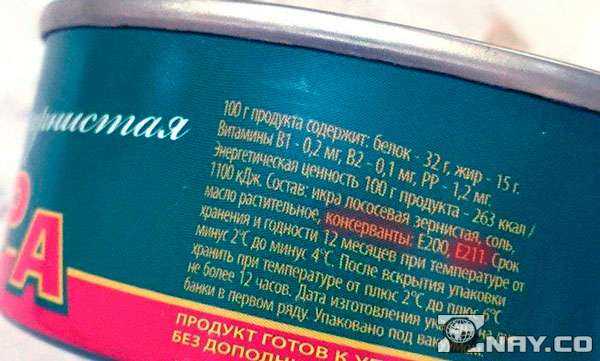 зернистая
РА
100 г продукта содержит: белок - 32 г, жир - 15 г.
Витамины В1 - 0,2 мг, В2 - 0,1 мг, РР - 1,2 мг.
Энергетическая ценность 100 г продукта - 263 ккал /
1100 кДж. Состав: икра лососевая зернистая, соль,
масло растительное, консерванты: Е200, Е211. Срок
хранения и годности 12 месяцев при температуре от
минус 2°С до минус 4°С. После вскрытия упаковки
хранить при температуре от плюс 2°С до плюс 6°С
не более 12 часов. Дата изготовления
банки в первом ряду. Упаковано под
ПРОДУКТ ГОТОВ К
БЕЗ
ZNAY.CO